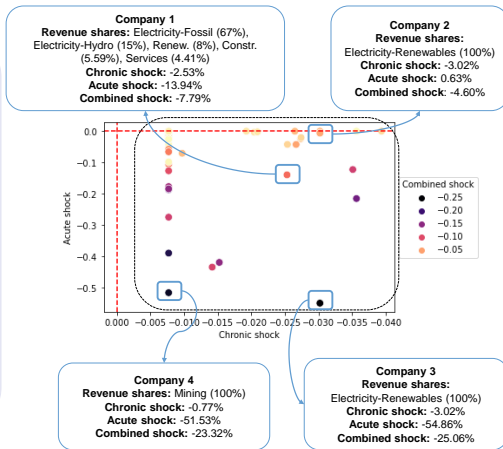 Company 1
Revenue shares: Electricity-Fossil (67%),
Electricity-Hydro (15%), Renew. (8%), Constr.
(5.59%), Services (4.41%)
Chronic shock: -2.53%
Acute shock: -13.94%
Combined shock: -7.79%
Company 2
Revenue shares:
Electricity-Renewables (100%)
Chronic shock: -3.02%
Acute shock: 0.63%
Combined shock: -4.60%
0.0
−0.1
−0.2
−0.3
−0.4
−0.5
Acute shock
0.000 −0.005 −0.010 −0.015 −0.020 −0.025 −0.030 −0.035 −0.040
Chronic shock
Combined shock
−0.25
−0.20
−0.15
−0.10
−0.05
Company 4
Revenue shares: Mining (100%)
Chronic shock: -0.77%
Acute shock: -51.53%
Combined shock: -23.32%
Company 3
Revenue shares:
Electricity-Renewables (100%)
Chronic shock: -3.02%
Acute shock: -54.86%
Combined shock: -25.06%